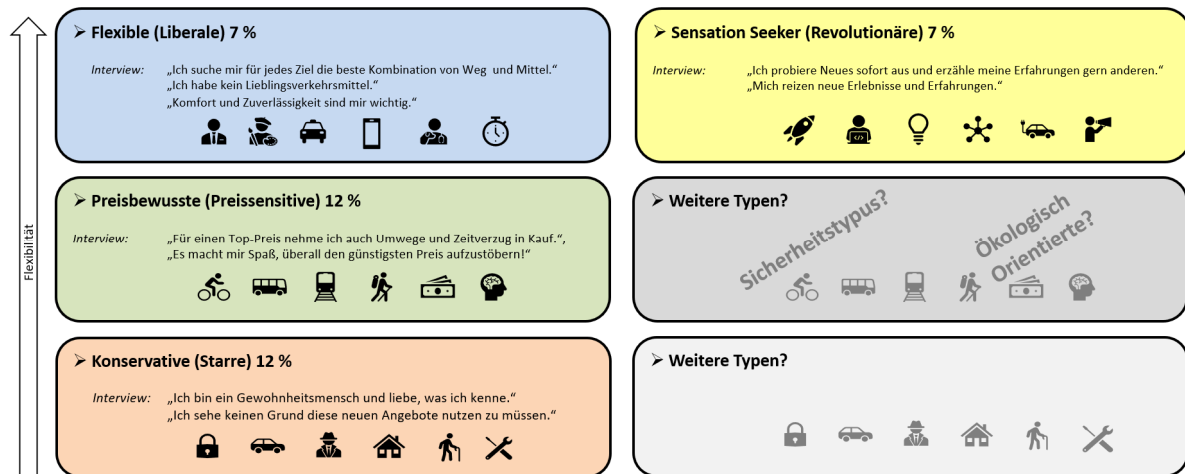 Flexibilität
➢ Flexible (Liberale) 7 %
Interview: „Ich suche mir für jedes Ziel die beste Kombination von Weg und Mittel.“
„Ich habe kein Lieblingsverkehrsmittel.“
„Komfort und Zuverlässigkeit sind mir wichtig.“
➢ Sensation Seeker (Revolutionäre) 7 %
Interview: „Ich probiere Neues sofort aus und erzähle meine Erfahrungen gern anderen.“
„Mich reizen neue Erlebnisse und Erfahrungen.“
➢ Preisbewusste (Preissensitive) 12 %
Interview: „Für einen Top-Preis nehme ich auch Umwege und Zeitverzug in Kauf.“,
„Es macht mir Spaß, überall den günstigsten Preis aufzustöbern!“
➢ Weitere Typen?
Sicherheitstypus?
Ökologisch
Orientierte?
➢ Konservative (Starre) 12 %
Interview: „Ich bin ein Gewohnheitsmensch und liebe, was ich kenne.“
„Ich sehe keinen Grund diese neuen Angebote nutzen zu müssen.“
➢ Weitere Typen?